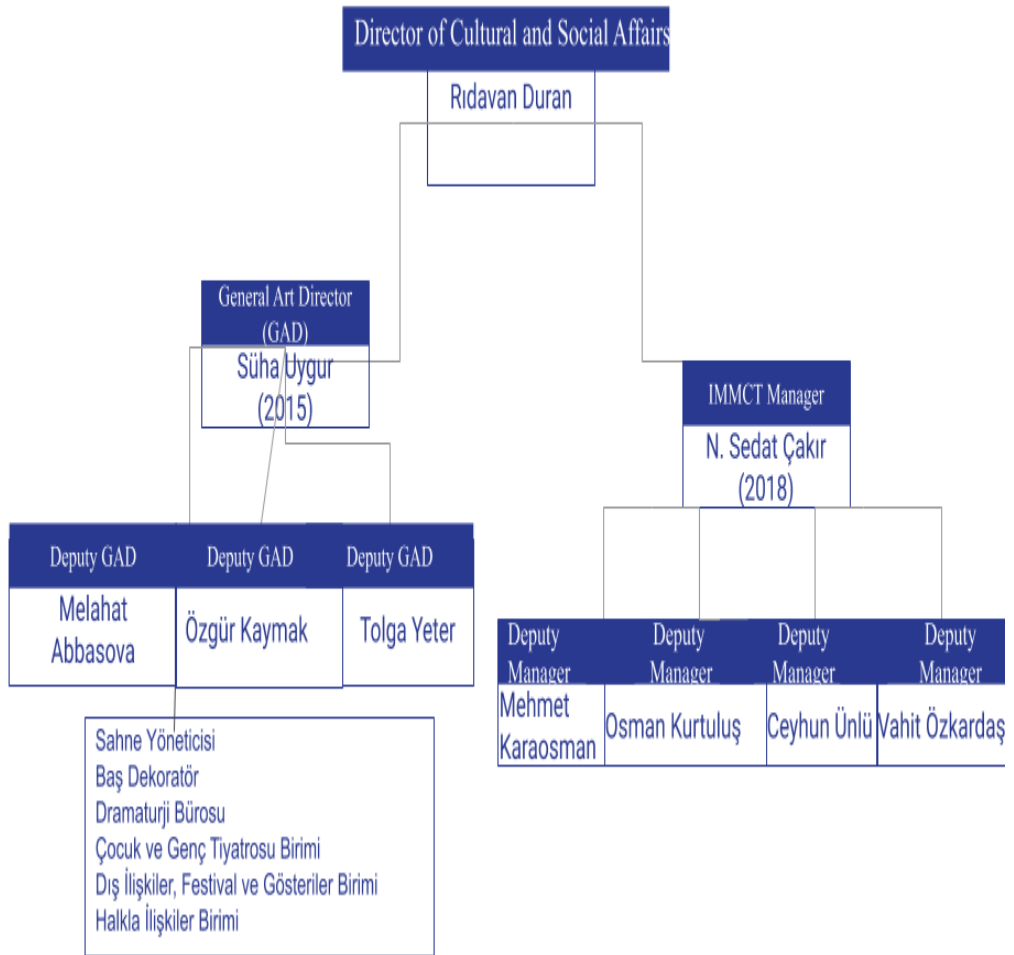 Director of Cultural and Social Affairs
Rıdavan Duran
General Art Director
(GAD)
Süha Uygur
(2015)
IMMCT Manager
N. Sedat Çakır
(2018)
Deputy GAD
Melahat
Abbasova
Deputy GAD
Özgür Kaymak
Deputy GAD
Tolga Yeter
Deputy
Manager
Mehmet
Karaosman
Deputy
Manager
Osman Kurtuluş
Deputy
Manager
Ceyhun Ünlü
Deputy
Manager
Vahit Özkardaş
Sahne Yöneticisi
Baş Dekoratör
Dramaturji Bürosu
Çocuk ve Genç Tiyatrosu Birimi
Dış İlişkiler, Festival ve Gösteriler Birimi
Halkla İlişkiler Birimi